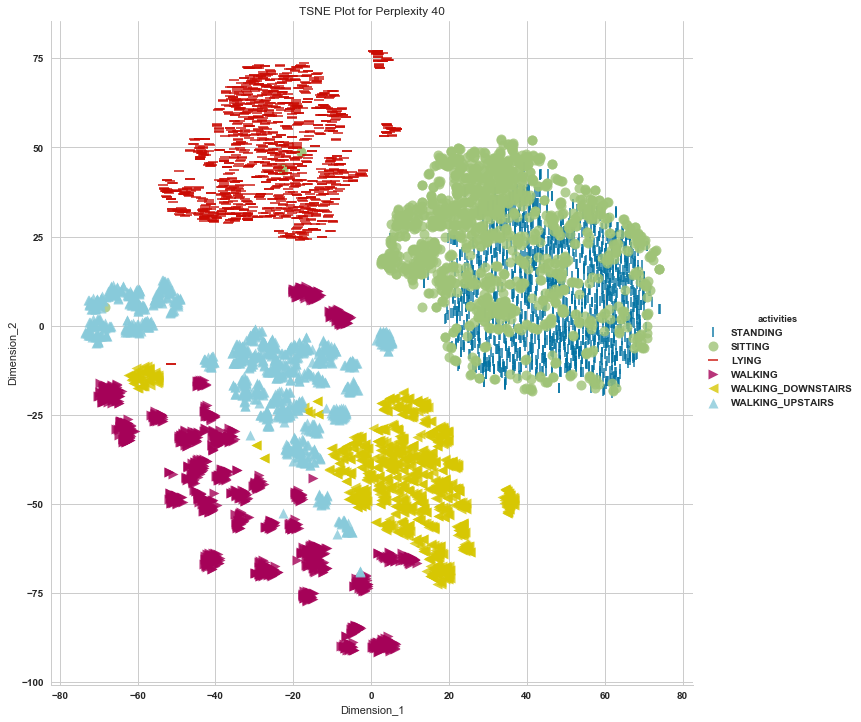 TSNE Plot for Perplexity 40
75
50
25
0
−25
−50
−75
−100
Dimension_2
−80
−60
−40
−20
0
20
40
60
80
Dimension_1
activities
STANDING
SITTING
LYING
WALKING
WALKING_DOWNSTAIRS
WALKING_UPSTAIRS